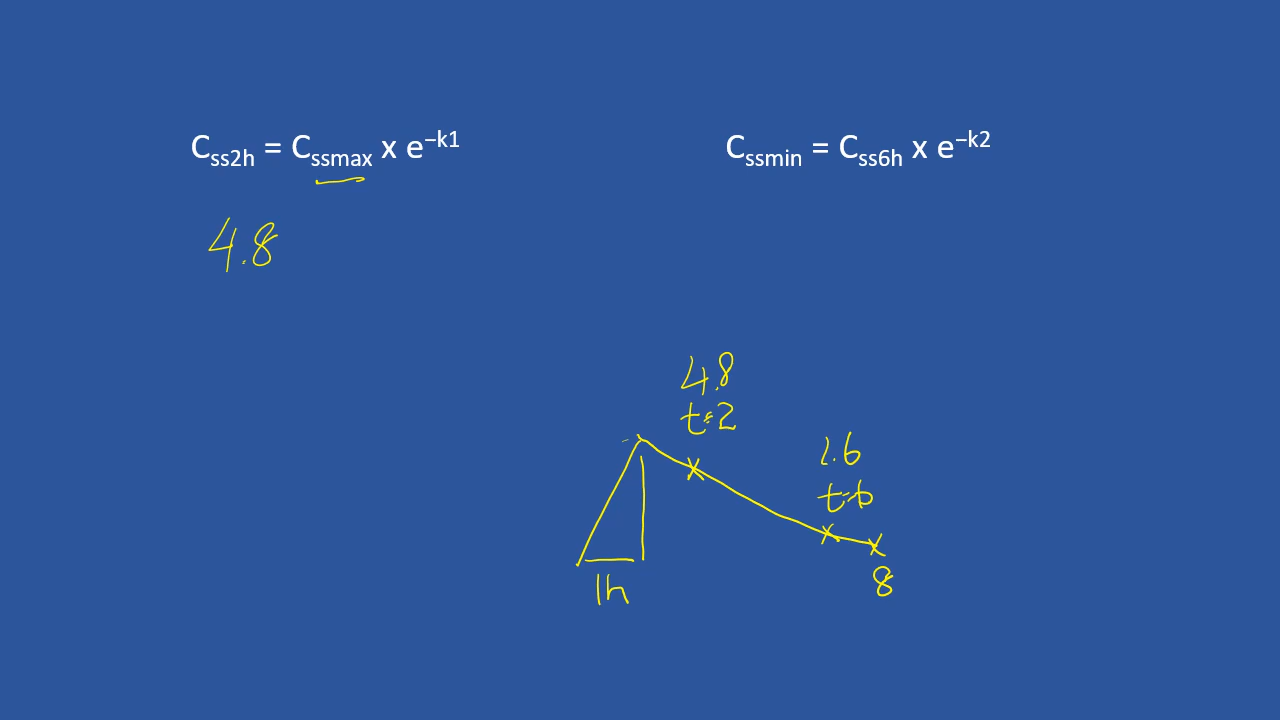 Css2h = Cssmax x e–k1
Cssmin = Css6h x e–k2
4.8
4.8
t=2
1.6
t=6
1h
8